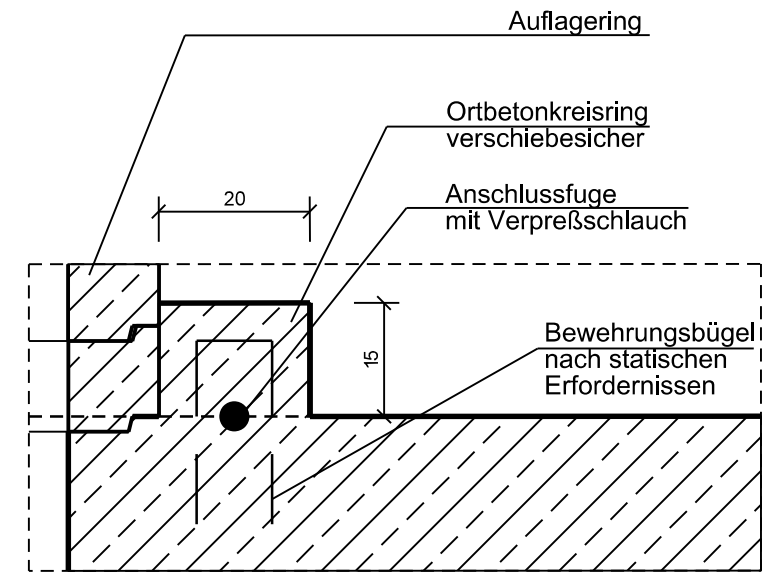 Auflagering
Ortbetonkreisring
verschiebesicher
20
Anschlussfuge
mit Verpreßschlauch
15
Bewehrungsbügel
nach statischen
Erfordernissen